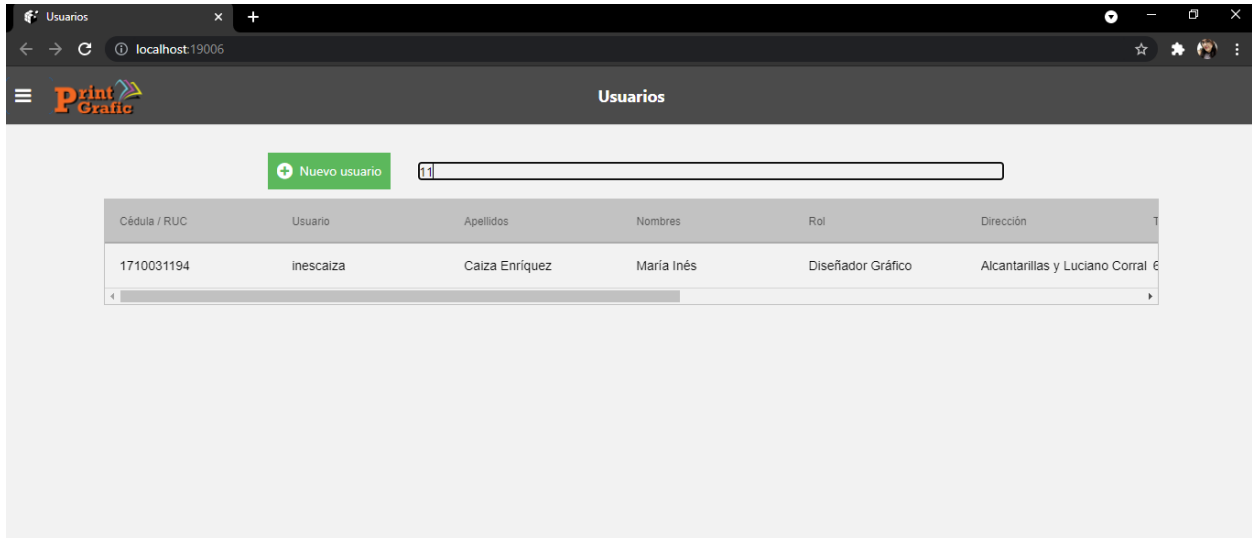 Usuarios
localhost:19006
Print
Grafic
Usuarios
Nuevo usuario
11
Cédula / RUC Usuario Apellidos Nombres Rol Dirección T
1710031194 inescaiza Caiza Enríquez María Inés Diseñador Gráfico Alcantarillas y Luciano Corral 6